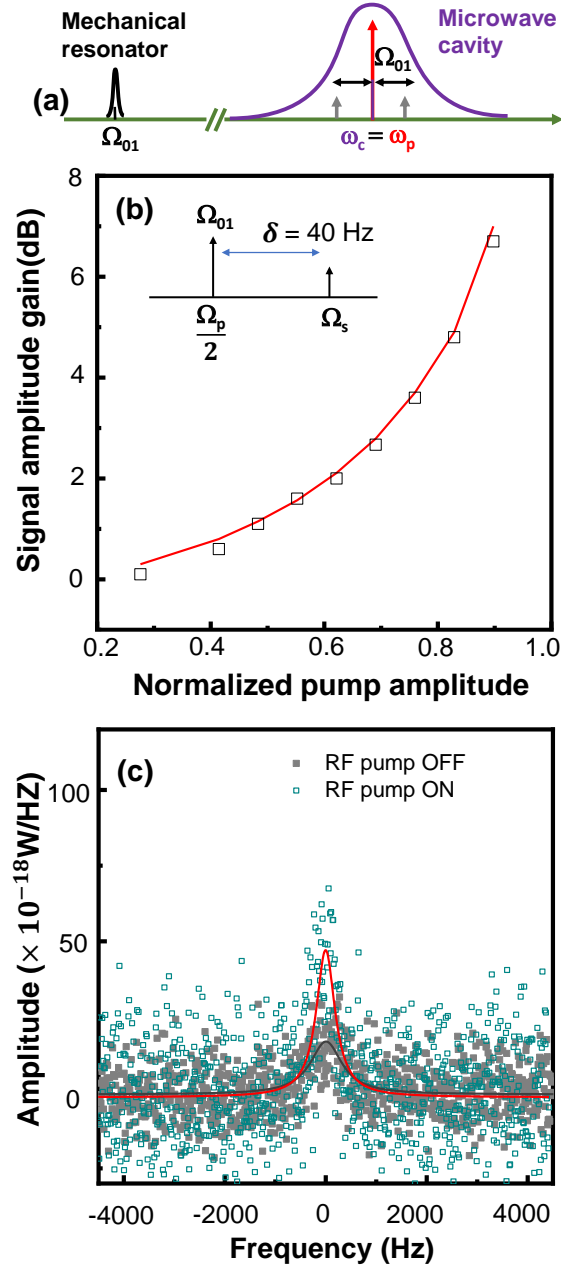 Mechanical
resonator
Microwave
cavity
Ω01
(a)
Ω01
ωc = ωp
8
(b)
Ω01
δ = 40 Hz
6
Ωp
2
Ωs
4
2
0
Signal amplitude gain(dB)
0.2 0.4 0.6 0.8 1.0
Normalized pump amplitude
(c)
RF pump OFF
RF pump ON
100
50
0
Amplitude (× 10−18W/HZ)
-4000 -2000 0 2000 4000
Frequency (Hz)